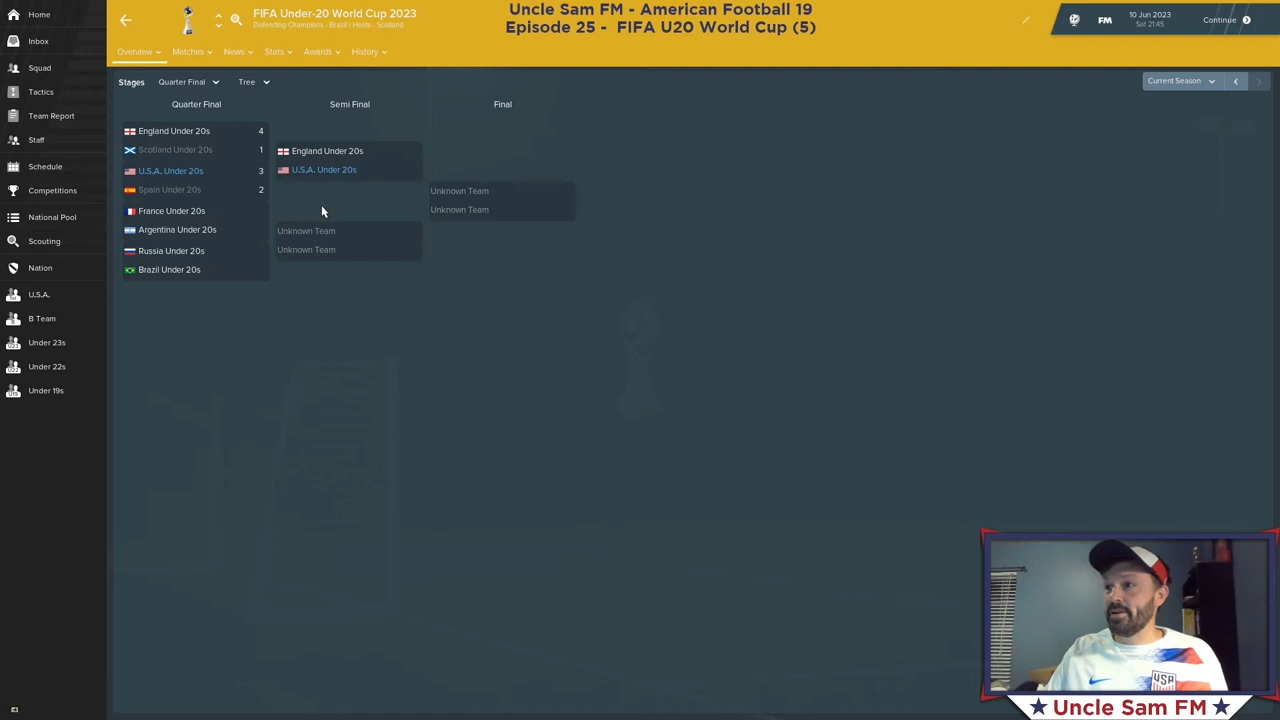 Home
Inbox
Squad
Tactics
Team Report
Staff
Schedule
Competitions
National Pool
Scouting
Nation
U.S.A.
B Team
Under 23s
Under 22s
Under 19s
FIFA Under-20 World Cup 2023
Defending Champions - Brazil / Hosts - Scotland
Uncle Sam FM - American Football 19
Episode 25 - FIFA U20 World Cup (5)
FM
10 Jun 2023
Sat 21:45
Continue
Overview Matches News Stats Awards History
Stages Quarter Final Tree Current Season
Quarter Final Semi Final Final
England Under 20s 4
Scotland Under 20s 1
U.S.A. Under 20s 3
Spain Under 20s 2
France Under 20s
Argentina Under 20s
Russia Under 20s
Brazil Under 20s
England Under 20s
U.S.A. Under 20s
Unknown Team
Unknown Team
Unknown Team
Unknown Team
USA
Uncle Sam FM